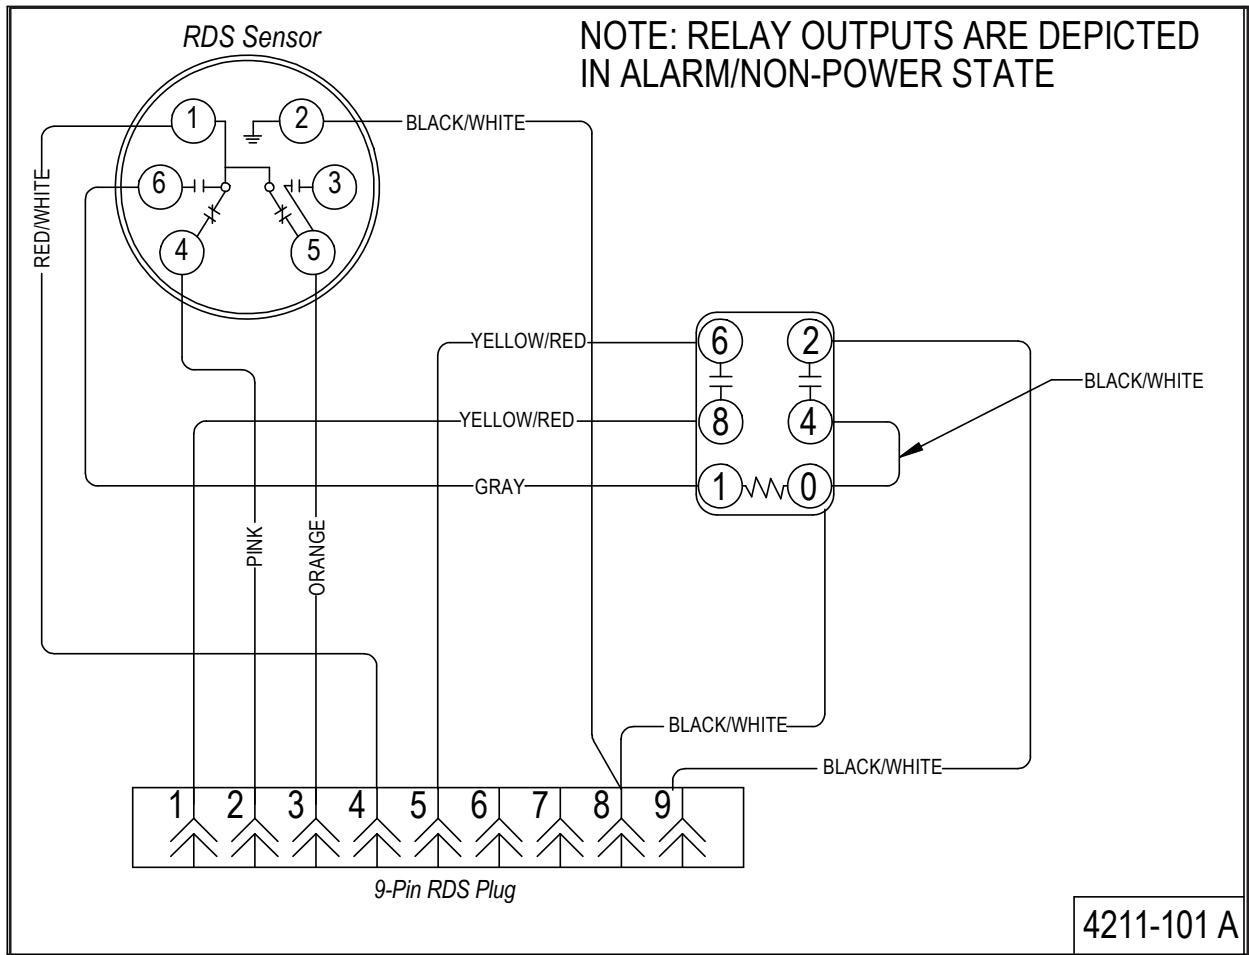 RDS Sensor
NOTE: RELAY OUTPUTS ARE DEPICTED
IN ALARM/NON-POWER STATE
1
2
BLACK/WHITE
6
3
RED/WHITE
4
5
YELLOW/RED
6
2
BLACK/WHITE
YELLOW/RED
8
4
GRAY
1
0
PINK
ORANGE
BLACK/WHITE
BLACK/WHITE
1 2 3 4 5 6 7 8 9
9-Pin RDS Plug
4211-101 A